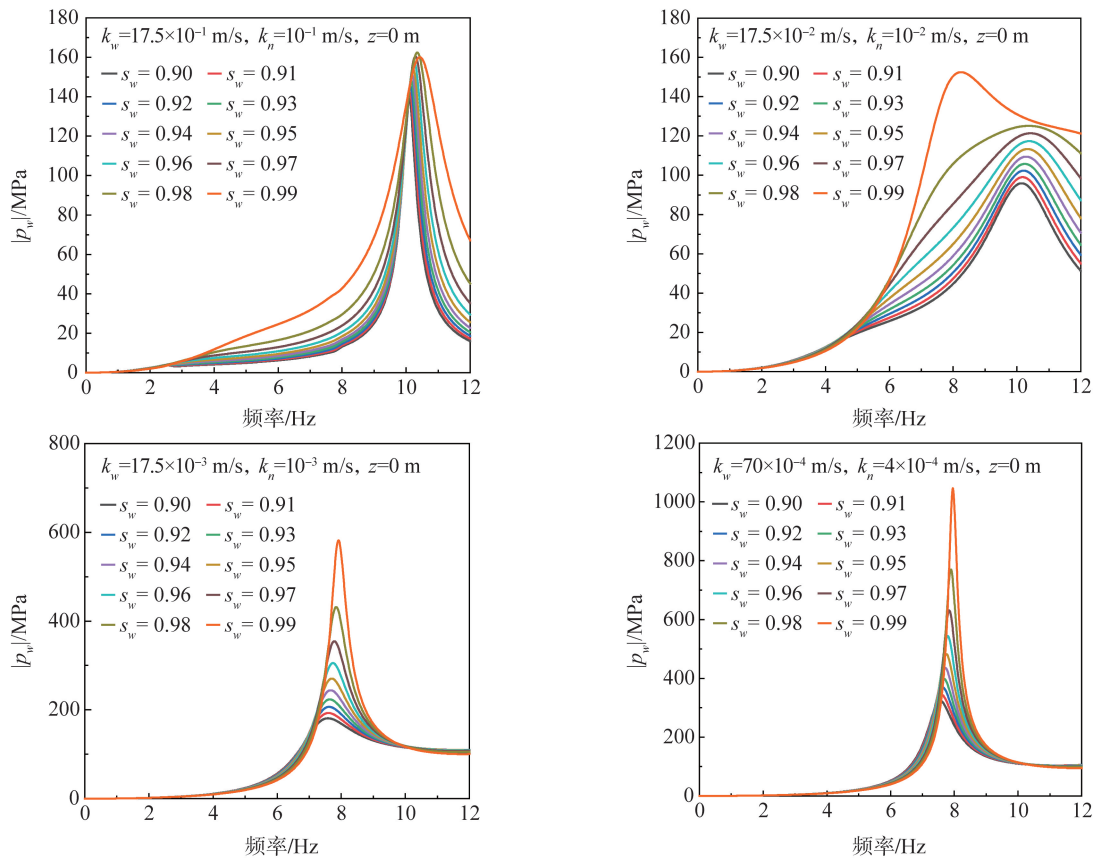 k_w=17.5×10⁻¹ m/s, k_n=10⁻¹ m/s, z=0 m
s_w= 0.90 s_w= 0.91
s_w= 0.92 s_w= 0.93
s_w= 0.94 s_w= 0.95
s_w= 0.96 s_w= 0.97
s_w= 0.98 s_w= 0.99
180
160
140
120
100
80
60
40
20
0
|p_w|/MPa
0 2 4 6 8 10 12
频率/Hz
k_w=17.5×10⁻² m/s, k_n=10⁻² m/s, z=0 m
s_w= 0.90 s_w= 0.91
s_w= 0.92 s_w= 0.93
s_w= 0.94 s_w= 0.95
s_w= 0.96 s_w= 0.97
s_w= 0.98 s_w= 0.99
180
160
140
120
100
80
60
40
20
0
|p_w|/MPa
0 2 4 6 8 10 12
频率/Hz
k_w=17.5×10⁻³ m/s, k_n=10⁻³ m/s, z=0 m
s_w= 0.90 s_w= 0.91
s_w= 0.92 s_w= 0.93
s_w= 0.94 s_w= 0.95
s_w= 0.96 s_w= 0.97
s_w= 0.98 s_w= 0.99
800
600
400
200
0
|p_w|/MPa
0 2 4 6 8 10 12
频率/Hz
k_w=70×10⁻⁴ m/s, k_n=4×10⁻⁴ m/s, z=0 m
s_w= 0.90 s_w= 0.91
s_w= 0.92 s_w= 0.93
s_w= 0.94 s_w= 0.95
s_w= 0.96 s_w= 0.97
s_w= 0.98 s_w= 0.99
1200
1000
800
600
400
200
0
|p_w|/MPa
0 2 4 6 8 10 12
频率/Hz